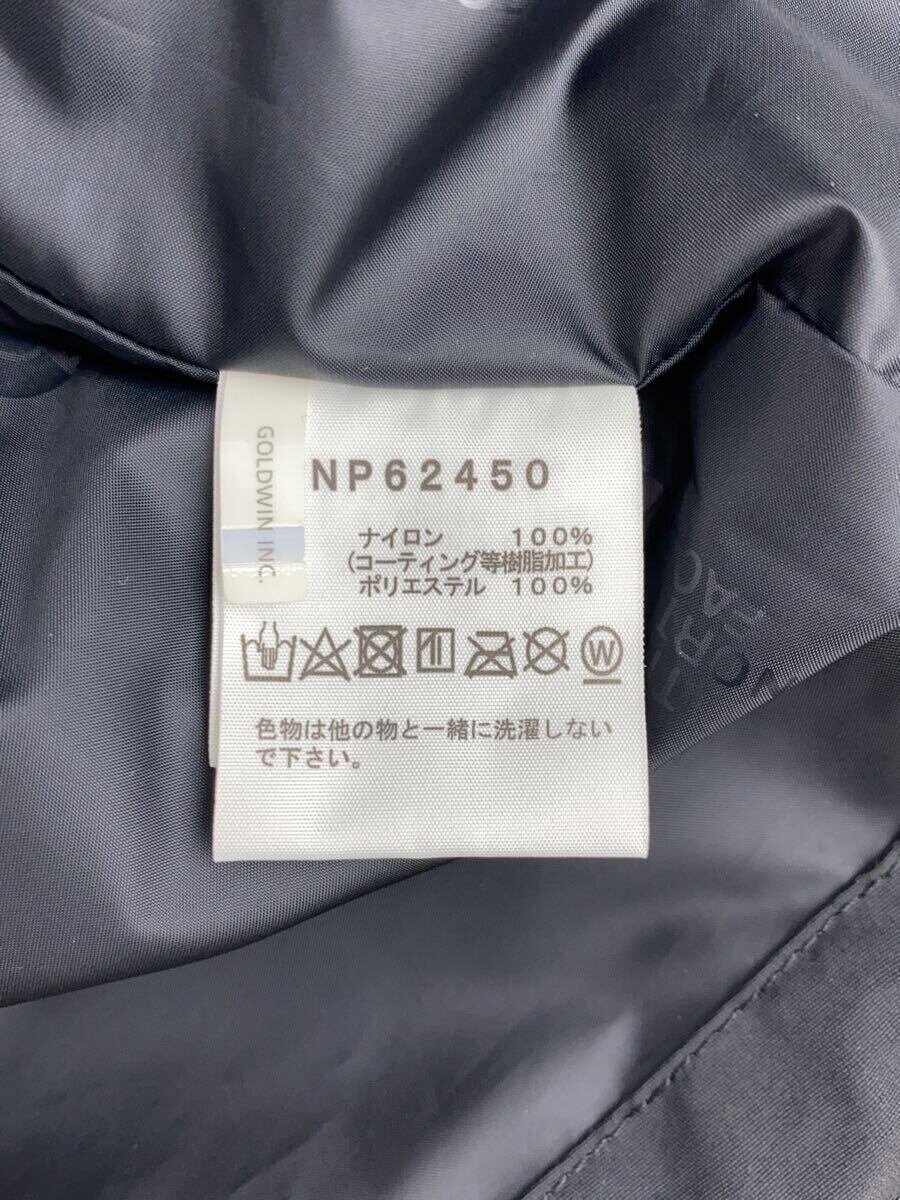 GOLDWIN INC.
NP62450
ナイロン 100%
(コーティング等樹脂加工)
ポリエステル 100%
W
色物は他の物と一緒に洗濯しない
で下さい。